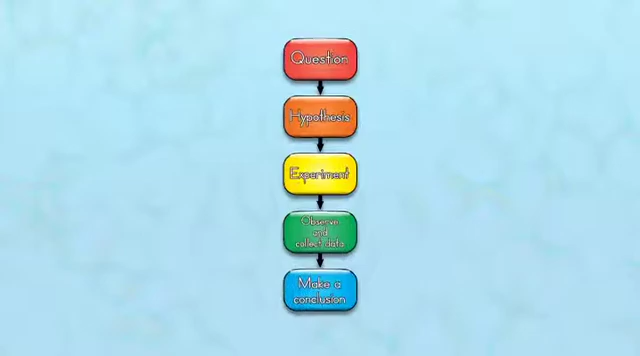 Question
Hypothesis
Experiment
Observe
and
collect data
Make a
conclusion